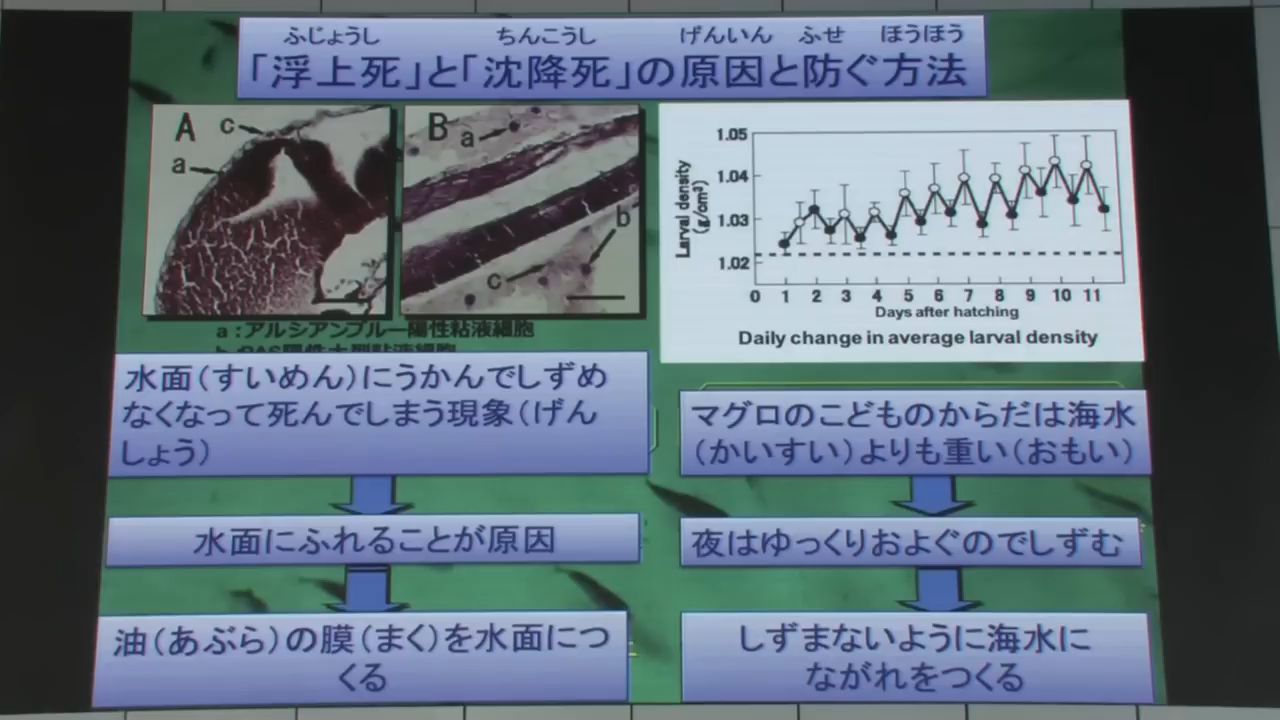 ふじょうし ちんこうし げんいん ふせ ほうほう
「浮上死」と「沈降死」の原因と防ぐ方法
A
c
a
B
a
b
c
a：アルシアンブルー陽性粘液細胞
水面（すいめん）にうかんでしずめ
なくなって死んでしまう現象（げん
しょう）
水面にふれることが原因
油（あぶら）の膜（まく）を水面につ
くる
1.05
1.04
1.03
1.02
Larval density
(g/cm³)
0 1 2 3 4 5 6 7 8 9 10 11
Days after hatching
Daily change in average larval density
マグロのこどものからだは海水
（かいすい）よりも重い（おもい）
夜はゆっくりおよぐのでしずむ
しずまないように海水に
ながれをつくる